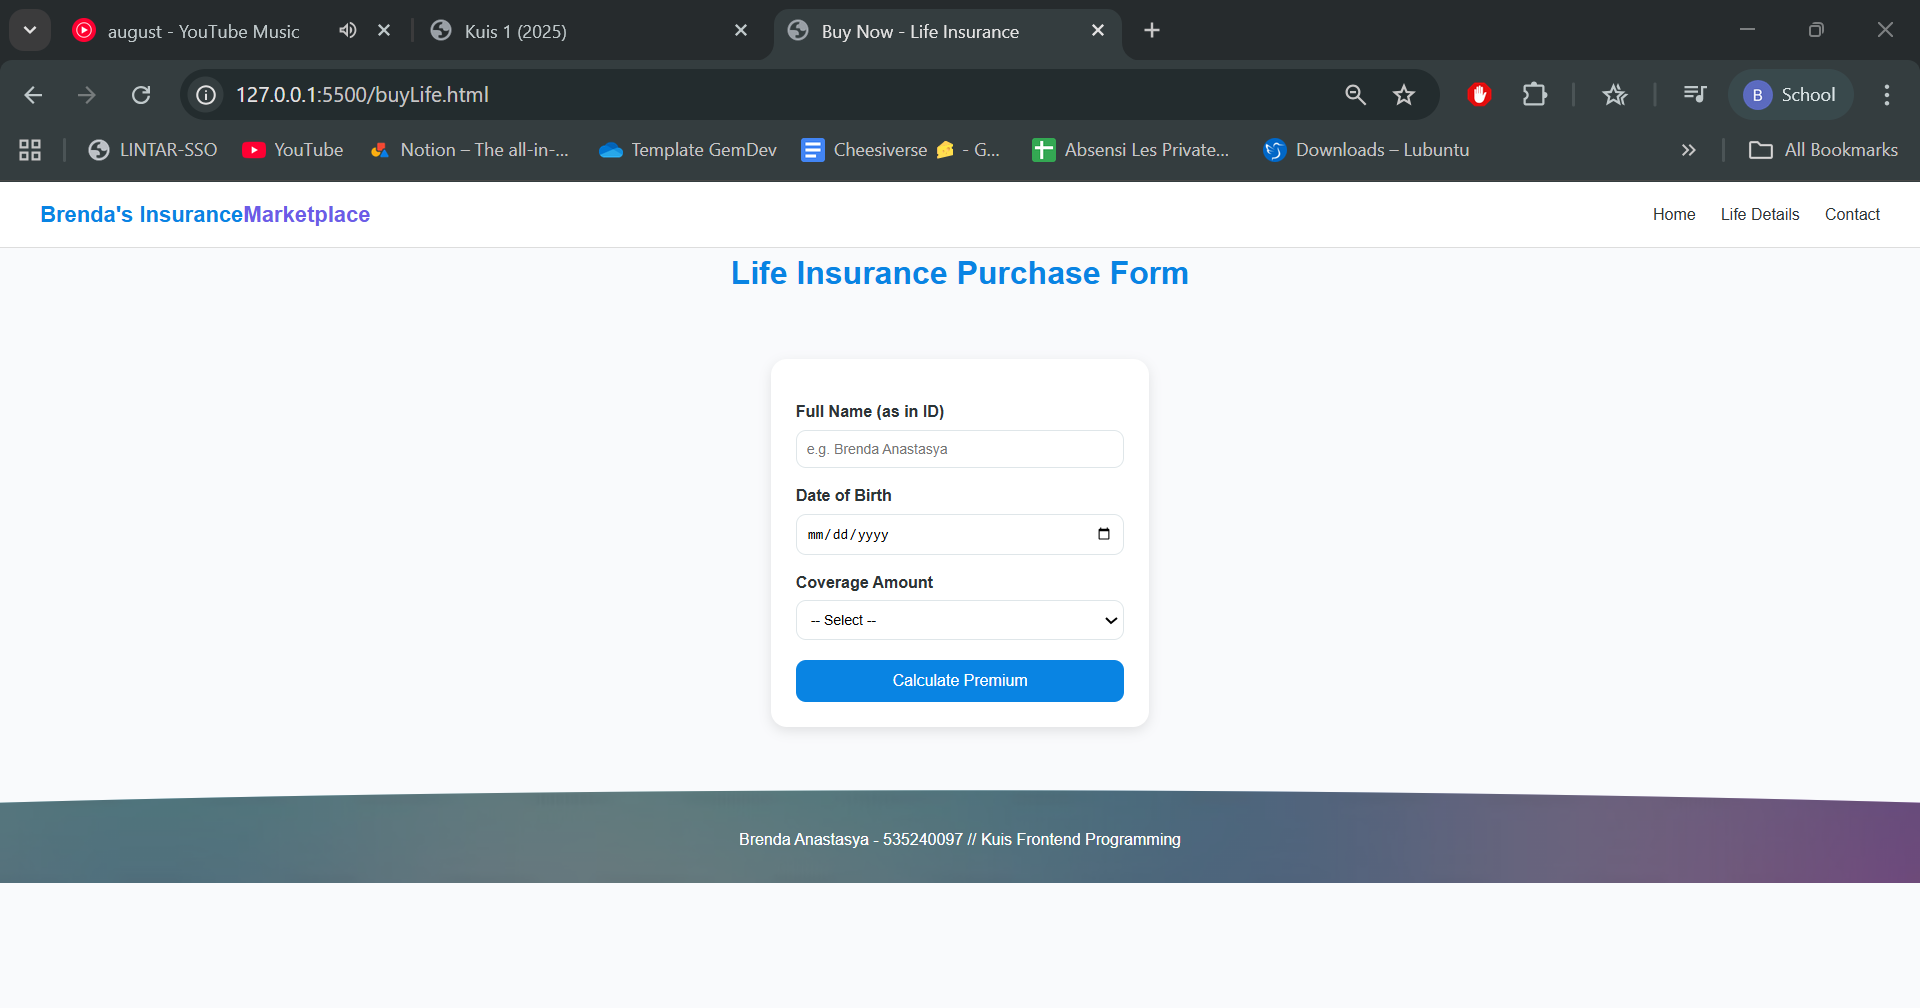 august - YouTube Music
Kuis 1 (2025)
Buy Now - Life Insurance
127.0.0.1:5500/buyLife.html
B School
LINTAR-SSO
YouTube
Notion – The all-in-...
Template GemDev
Cheesiverse 🧀 - G...
Absensi Les Private...
Downloads – Lubuntu
All Bookmarks
Brenda's InsuranceMarketplace
Home
Life Details
Contact
Life Insurance Purchase Form
Full Name (as in ID)
e.g. Brenda Anastasya
Date of Birth
mm/dd/yyyy
Coverage Amount
-- Select --
Calculate Premium
Brenda Anastasya - 535240097 // Kuis Frontend Programming